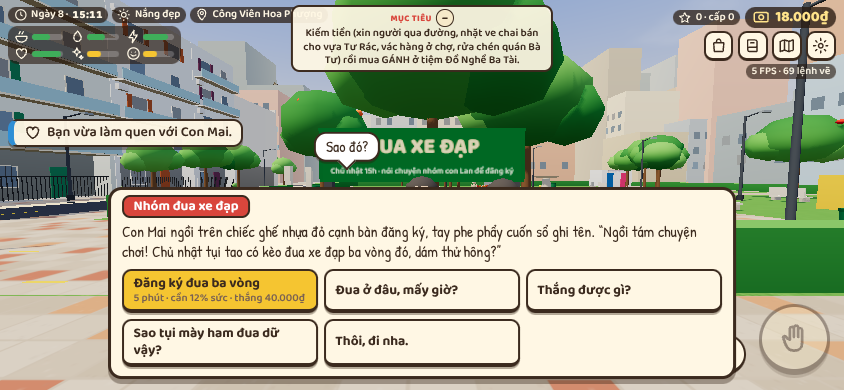 Ngày 8 · 15:11
Nắng đẹp
Công Viên Hoa P ượng
MỤC TIÊU
Kiếm tiền (xin người qua đường, nhặt ve chai bán
cho vựa Tư Rác, vác hàng ở chợ, rửa chén quán Bà
Tư) rồi mua GÁNH ở tiệm Đồ Nghề Ba Tài.
0 · cấp 0
18.000₫
5 FPS · 69 lệnh vẽ
Bạn vừa làm quen với Con Mai.
Sao đó?
UA XE ĐẠP
Chủ nhật 15h · nói chuyện nhóm con Lan để đăng ký
Nhóm đua xe đạp
Con Mai ngồi trên chiếc ghế nhựa đỏ cạnh bàn đăng ký, tay phe phẩy cuốn sổ ghi tên. “Ngồi tám chuyện
chơi! Chủ nhật tụi tao có kèo đua xe đạp ba vòng đó, dám thử hông?”
Đăng ký đua ba vòng
5 phút · cần 12% sức · thắng 40.000₫
Đua ở đâu, mấy giờ?
Thắng được gì?
Sao tụi mày ham đua dữ
vậy?
Thôi, đi nha.